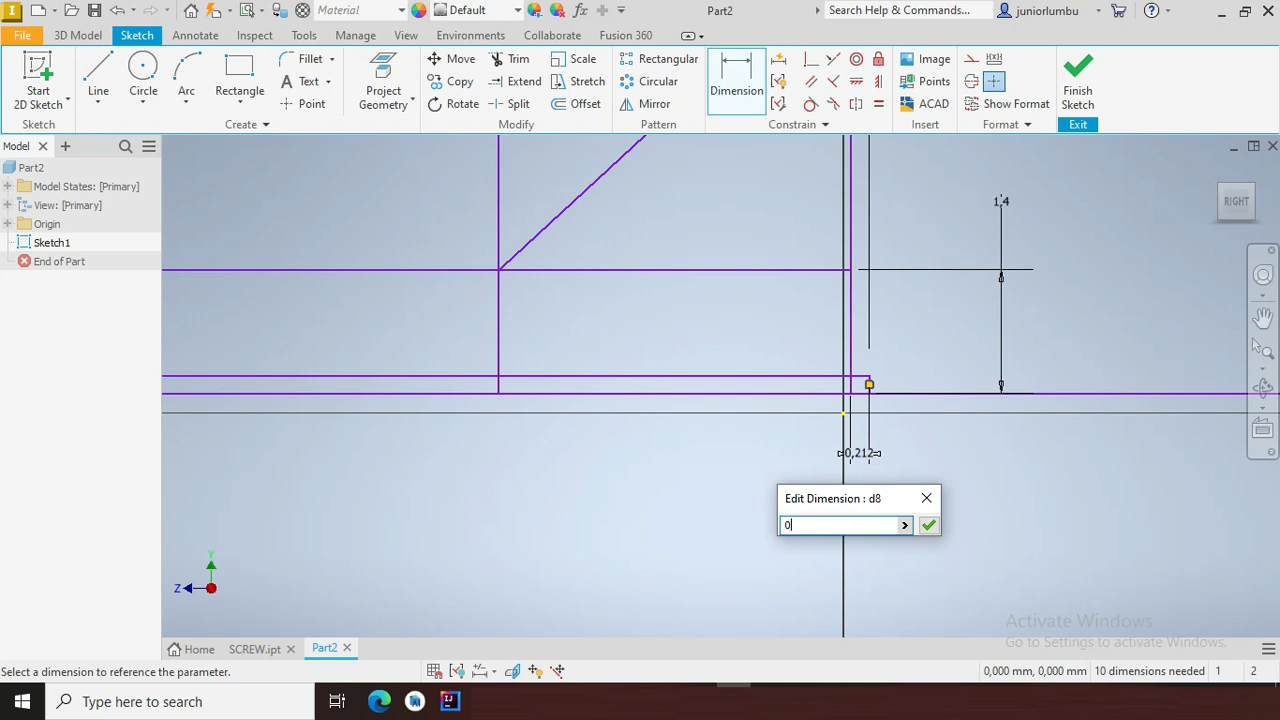 Material
Default
Part2
Search Help & Commands...
juniorlumbu
File
3D Model
Sketch
Annotate
Inspect
Tools
Manage
View
Environments
Collaborate
Fusion 360
Start
2D Sketch
Sketch
Line
Circle
Arc
Rectangle
Fillet
Text
Point
Create
Project
Geometry
Move
Copy
Rotate
Trim
Extend
Split
Scale
Stretch
Offset
Modify
Rectangular
Circular
Mirror
Pattern
Dimension
Constrain
Image
Points
ACAD
Insert
Show Format
Format
Finish
Sketch
Exit
Model
Part2
Model States: [Primary]
View: [Primary]
Origin
Sketch1
End of Part
RIGHT
1,4
0,212
Edit Dimension : d8
0
Y
Z
Activate Windows
Go to Settings to activate Windows.
Home
SCREW.ipt
Part2
Select a dimension to reference the parameter.
0,000 mm, 0,000 mm
10 dimensions needed
1
2
Type here to search